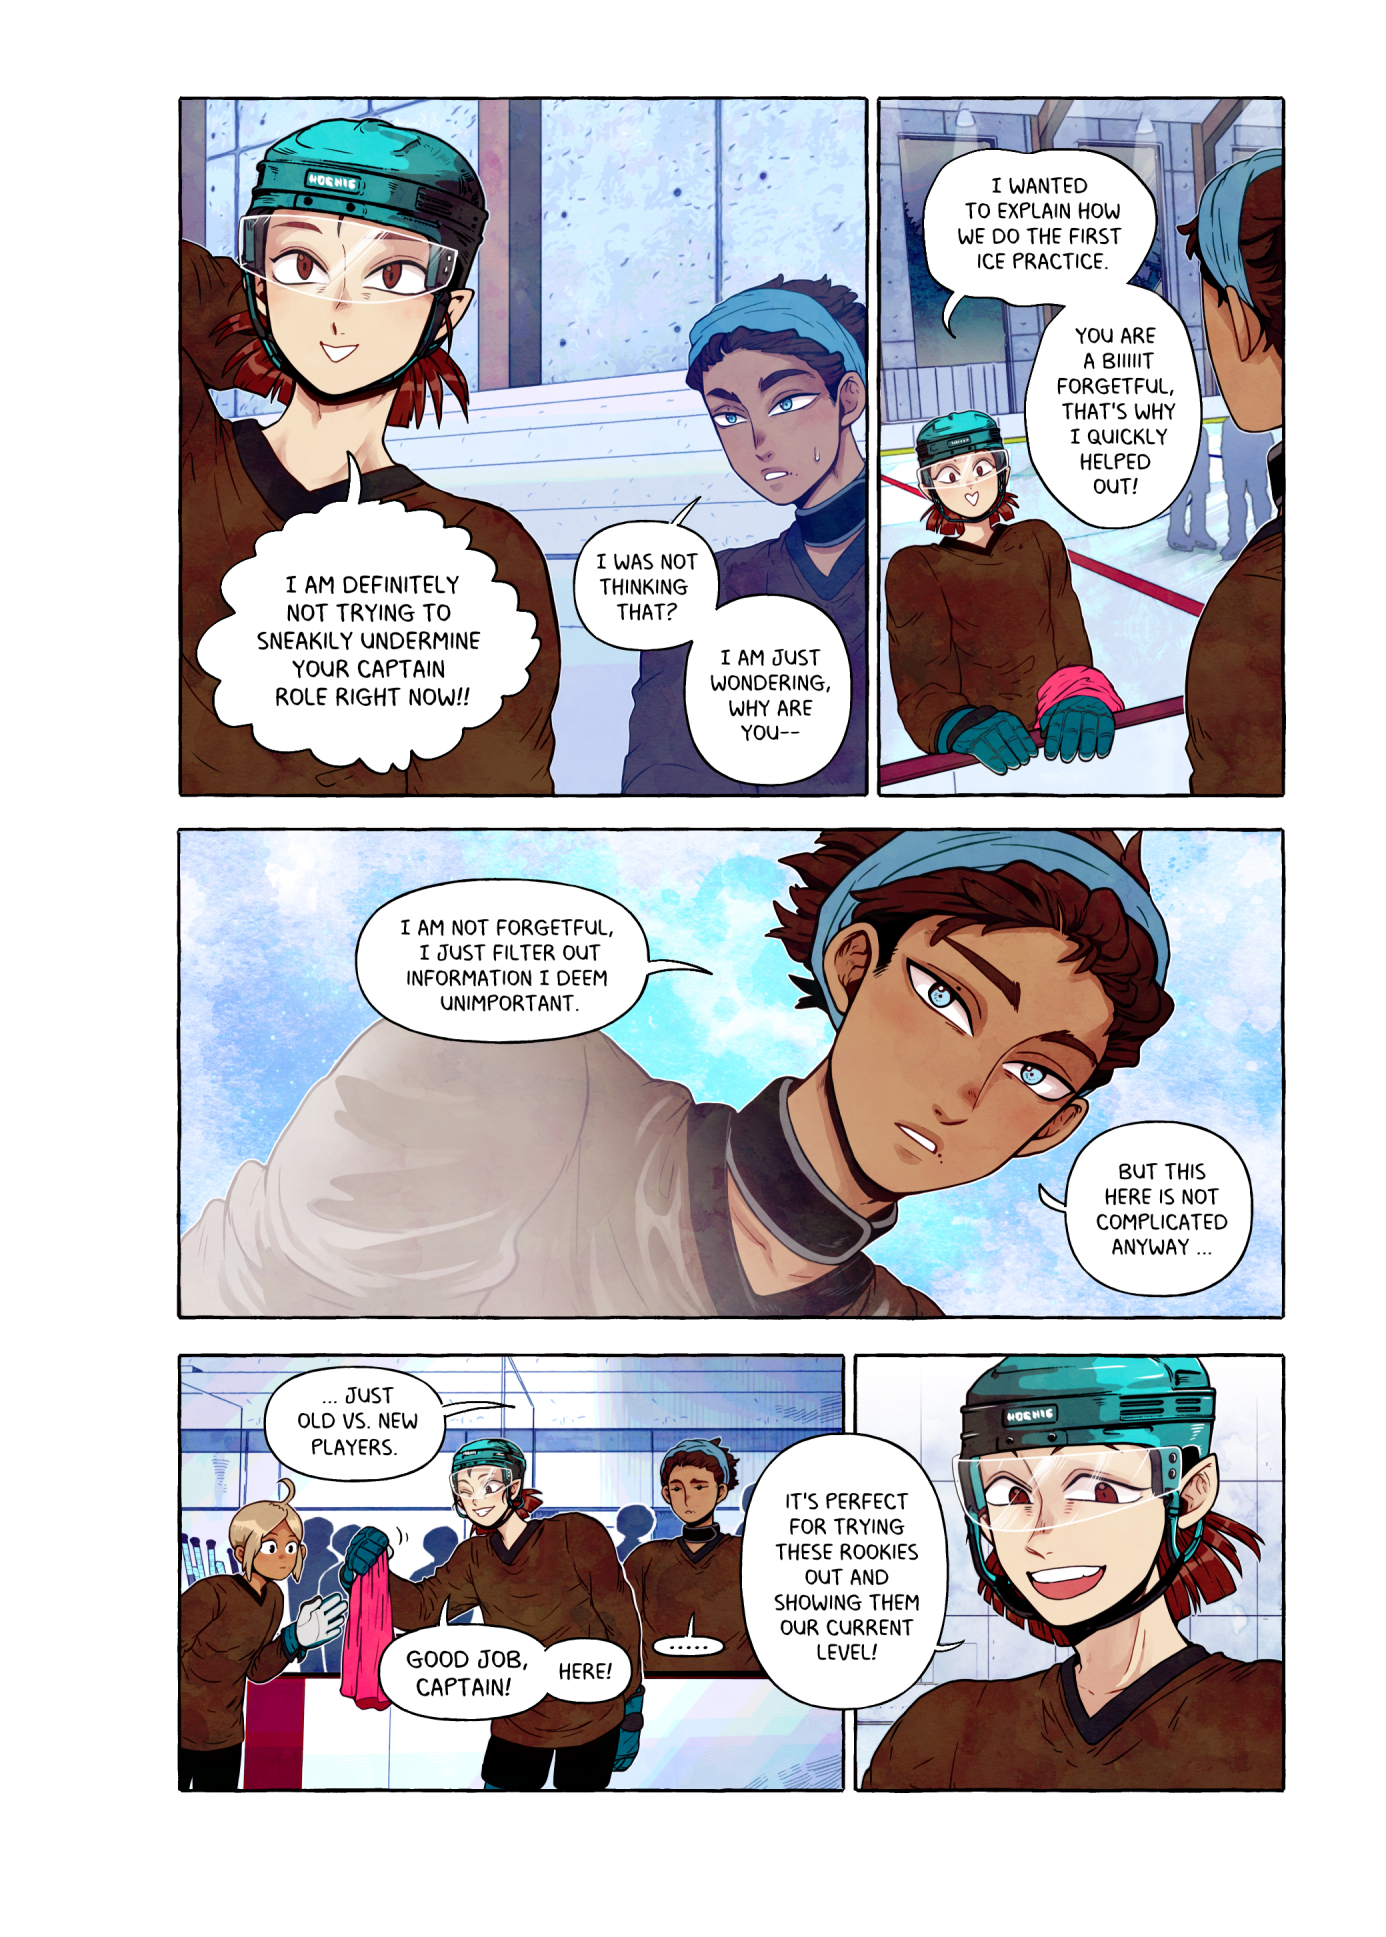 HOENIG
I AM DEFINITELY
NOT TRYING TO
SNEAKILY UNDERMINE
YOUR CAPTAIN
ROLE RIGHT NOW!!
I WAS NOT
THINKING
THAT?
I AM JUST
WONDERING,
WHY ARE
YOU--
I WANTED
TO EXPLAIN HOW
WE DO THE FIRST
ICE PRACTICE.
YOU ARE
A BIIIIIT
FORGETFUL,
THAT'S WHY
I QUICKLY
HELPED
OUT!
I AM NOT FORGETFUL,
I JUST FILTER OUT
INFORMATION I DEEM
UNIMPORTANT.
BUT THIS
HERE IS NOT
COMPLICATED
ANYWAY ...
... JUST
OLD VS. NEW
PLAYERS.
GOOD JOB,
CAPTAIN!
HERE!
.....
IT'S PERFECT
FOR TRYING
THESE ROOKIES
OUT AND
SHOWING THEM
OUR CURRENT
LEVEL!
HOENIG